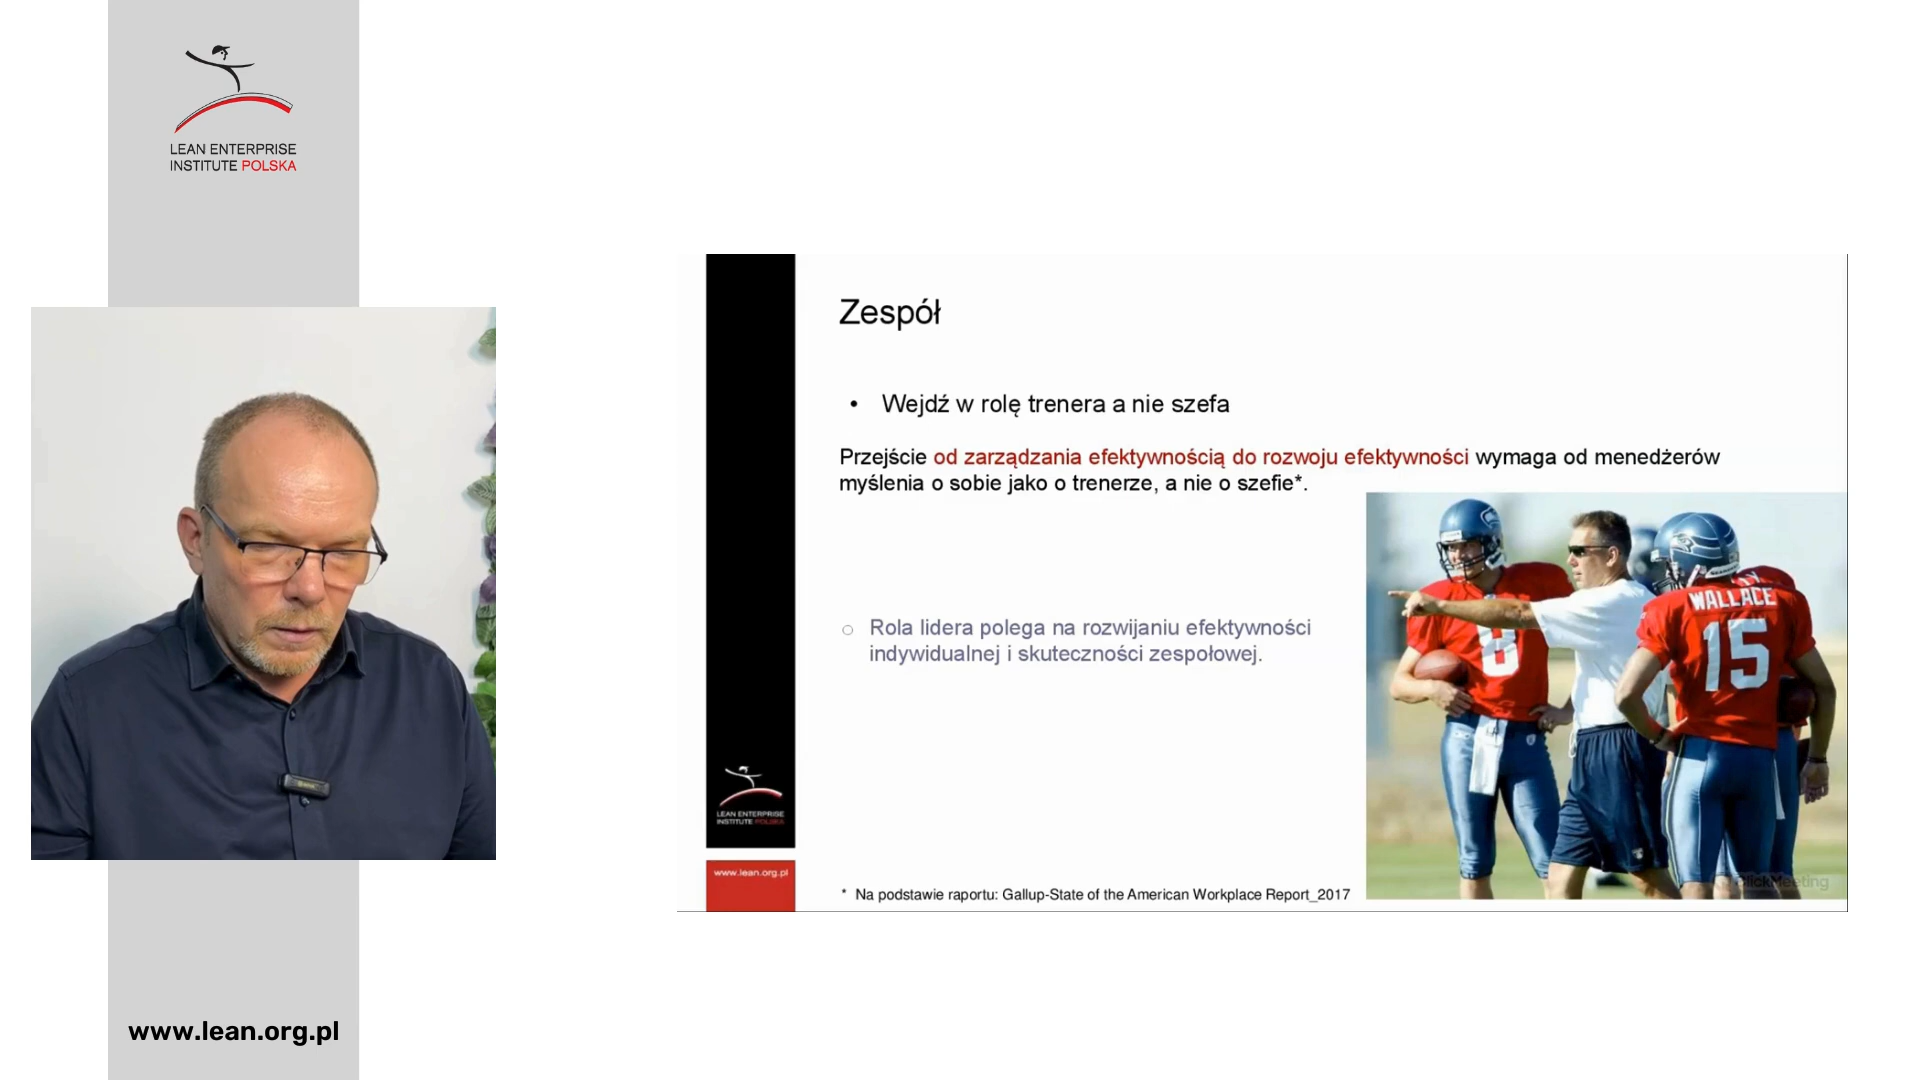 LEAN ENTERPRISE
INSTITUTE POLSKA
Zespół
• Wejdź w rolę trenera a nie szefa
Przejście od zarządzania efektywnością do rozwoju efektywności wymaga od menedżerów
myślenia o sobie jako o trenerze, a nie o szefie*.
○ Rola lidera polega na rozwijaniu efektywności
indywidualnej i skuteczności zespołowej.
8
WALLACE
15
LEAN ENTERPRISE
INSTITUTE POLSKA
www.lean.org.pl
ClickMeeting
* Na podstawie raportu: Gallup-State of the American Workplace Report_2017
www.lean.org.pl